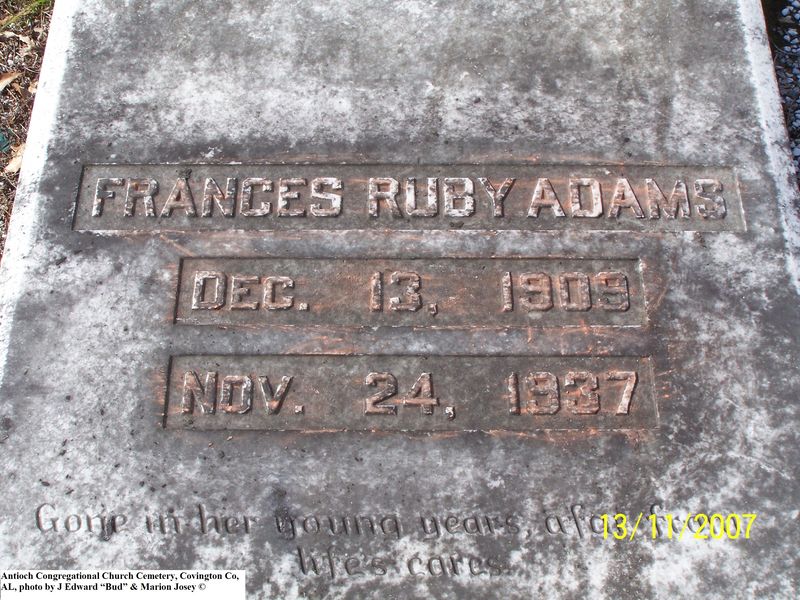 FRANCES RUBY ADAMS
DEC. 13, 1909
NOV. 24, 1937
Gone in her young years, afar from
life's cares.
13/11/2007
Antioch Congregational Church Cemetery, Covington Co,
AL, photo by J Edward “Bud” & Marion Josey ©